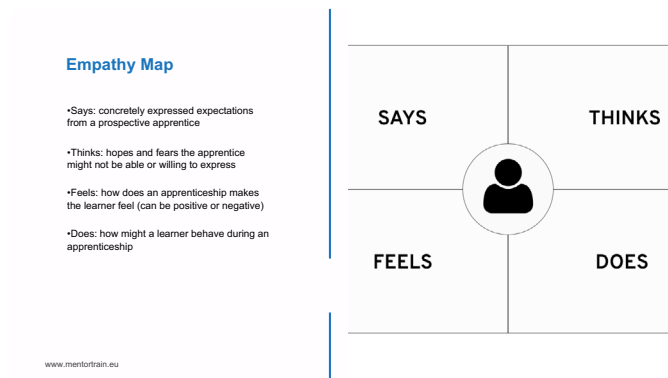 Empathy Map
•Says: concretely expressed expectations
from a prospective apprentice
•Thinks: hopes and fears the apprentice
might not be able or willing to express
•Feels: how does an apprenticeship makes
the learner feel (can be positive or negative)
•Does: how might a learner behave during an
apprenticeship
www.mentortrain.eu
SAYS
THINKS
FEELS
DOES